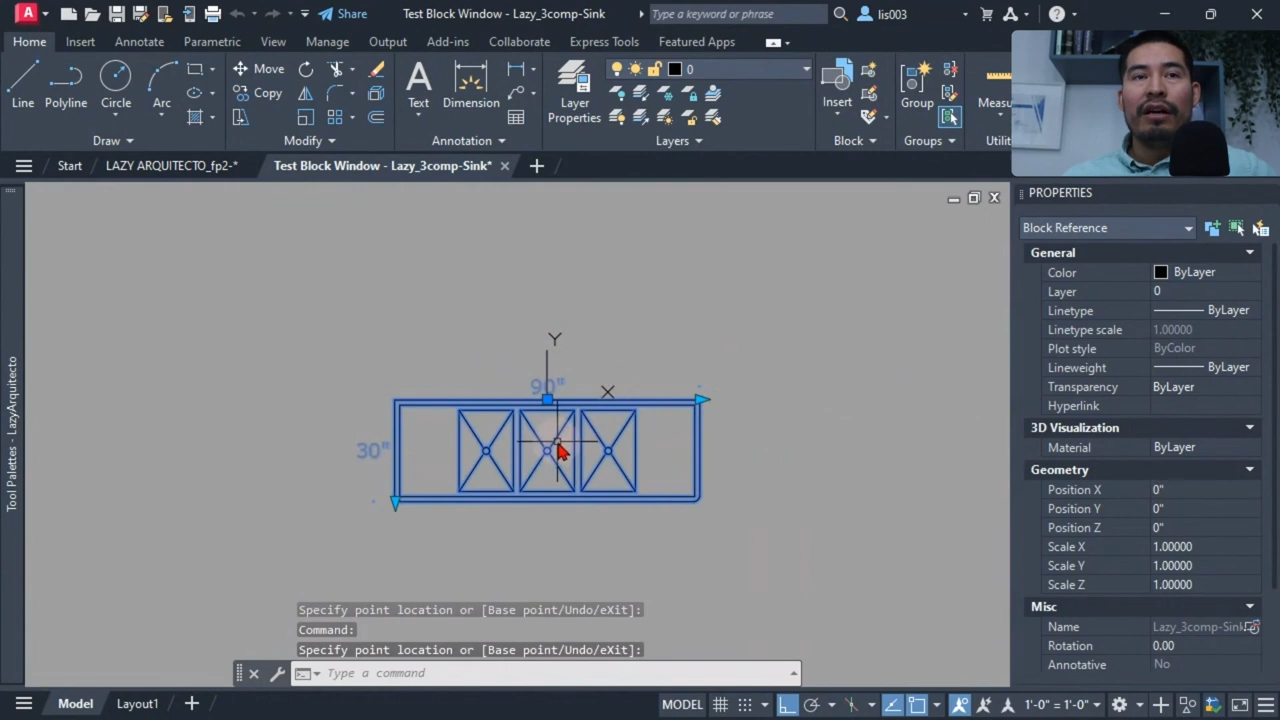 A
Share
Test Block Window - Lazy_3comp-Sink
Type a keyword or phrase
lis003
?
Home
Insert
Annotate
Parametric
View
Manage
Output
Add-ins
Collaborate
Express Tools
Featured Apps
Line
Polyline
Circle
Arc
Move
Copy
A
Text
Dimension
Layer
Properties
0
Insert
Group
Measu
Draw
Modify
Annotation
Layers
Block
Groups
Utilit
Start
LAZY ARQUITECTO_fp2-*
Test Block Window - Lazy_3comp-Sink*
Tool Palettes - LazyArquitecto
Y
X
90"
30"
PROPERTIES
Block Reference
General
Color ByLayer
Layer 0
Linetype ByLayer
Linetype scale 1.00000
Plot style ByColor
Lineweight ByLayer
Transparency ByLayer
Hyperlink
3D Visualization
Material ByLayer
Geometry
Position X 0"
Position Y 0"
Position Z 0"
Scale X 1.00000
Scale Y 1.00000
Scale Z 1.00000
Misc
Name Lazy_3comp-Sink
Rotation 0.00
Annotative No
Specify point location or [Base point/Undo/eXit]:
Command:
Specify point location or [Base point/Undo/eXit]:
Type a command
Model
Layout1
MODEL
1'-0" = 1'-0"